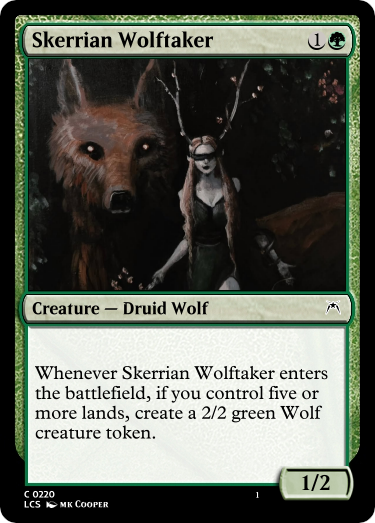 Skerrian Wolftaker 1
Creature — Druid Wolf
Whenever Skerrian Wolftaker enters
the battlefield, if you control five or
more lands, create a 2/2 green Wolf
creature token.
1/2
C 0220
LCS MK COOPER
1